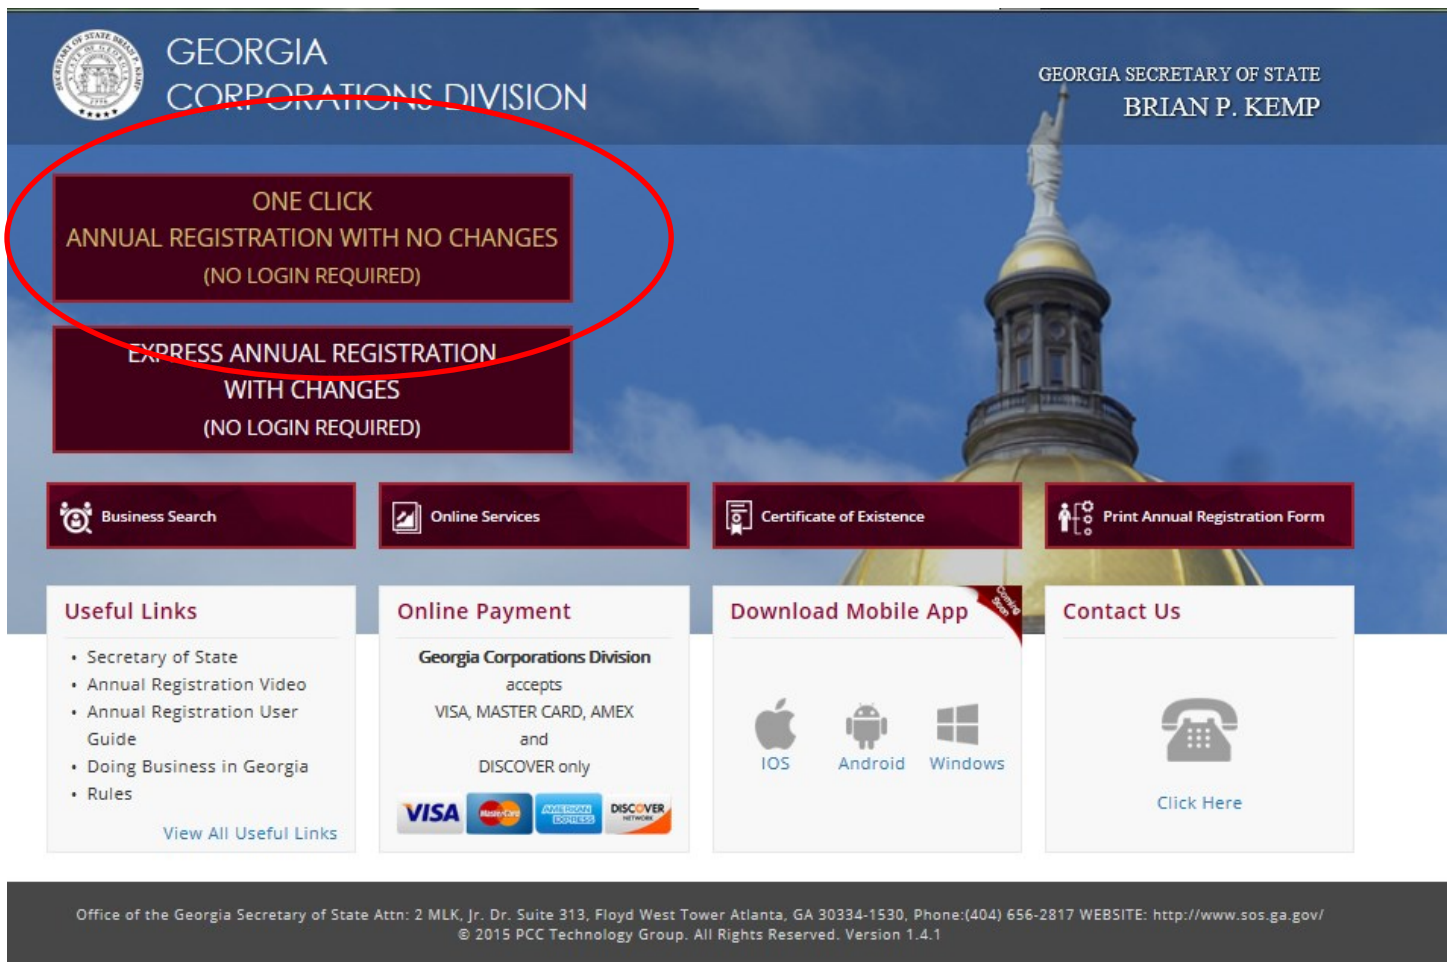 GEORGIA
CORPORATIONS DIVISION
GEORGIA SECRETARY OF STATE
BRIAN P. KEMP
ONE CLICK
ANNUAL REGISTRATION WITH NO CHANGES
(NO LOGIN REQUIRED)
EXPRESS ANNUAL REGISTRATION
WITH CHANGES
(NO LOGIN REQUIRED)
Business Search
Online Services
Certificate of Existence
Print Annual Registration Form
Useful Links
• Secretary of State
• Annual Registration Video
• Annual Registration User
Guide
• Doing Business in Georgia
• Rules
View All Useful Links
Online Payment
Georgia Corporations Division
accepts
VISA, MASTER CARD, AMEX
and
DISCOVER only
VISA
MasterCard
AMERICAN
EXPRESS
DISCOVER
NETWORK
Download Mobile App
Coming
Soon
IOS
Android
Windows
Contact Us
Click Here
Office of the Georgia Secretary of State Attn: 2 MLK, Jr. Dr. Suite 313, Floyd West Tower Atlanta, GA 30334-1530, Phone:(404) 656-2817 WEBSITE: http://www.sos.ga.gov/
© 2015 PCC Technology Group. All Rights Reserved. Version 1.4.1